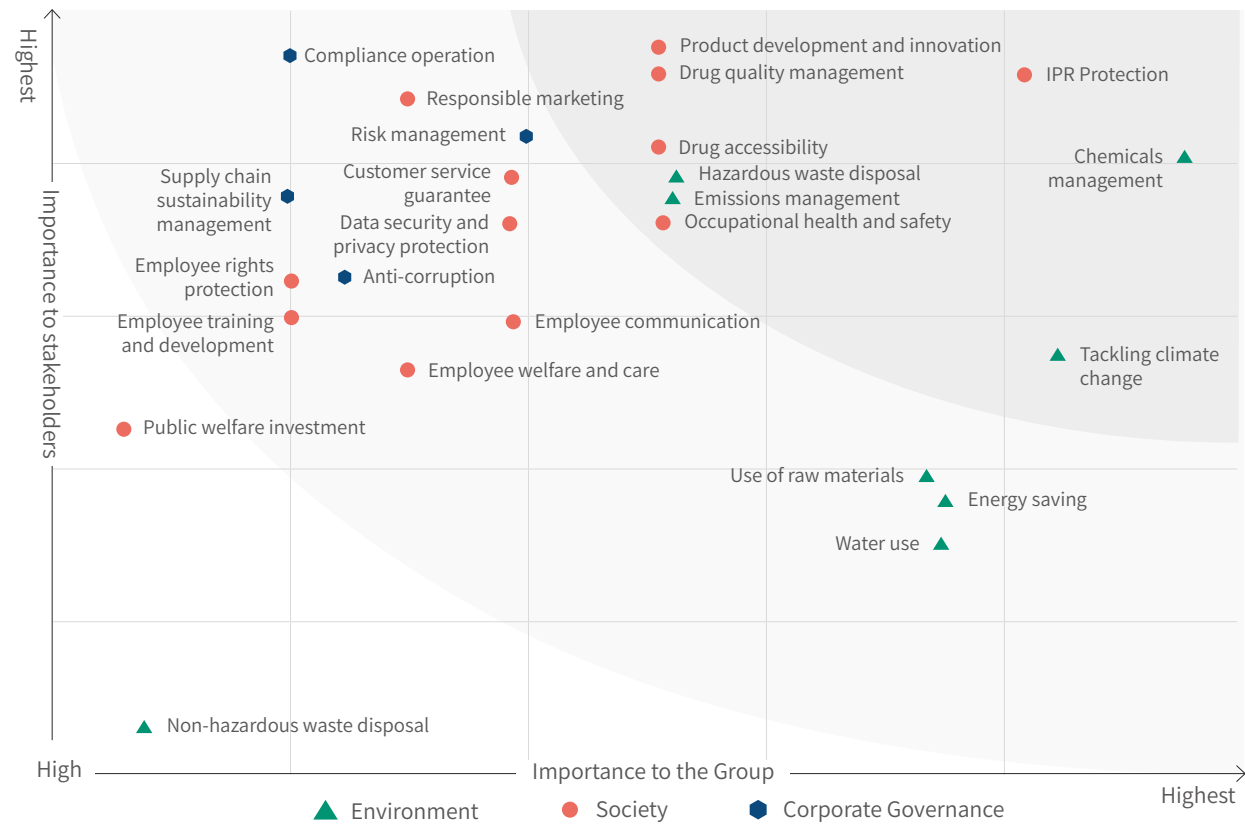 Highest
Product development and innovation
Compliance operation
Drug quality management
IPR Protection
Responsible marketing
Risk management
Drug accessibility
Chemicals
management
Customer service
guarantee
Hazardous waste disposal
Supply chain
sustainability
management
Emissions management
Data security and
privacy protection
Occupational health and safety
Employee rights
protection
Anti-corruption
Importance to stakeholders
Employee training
and development
Employee communication
Tackling climate
change
Employee welfare and care
Public welfare investment
Use of raw materials
Energy saving
Water use
Non-hazardous waste disposal
High
Importance to the Group
Highest
Environment
Society
Corporate Governance